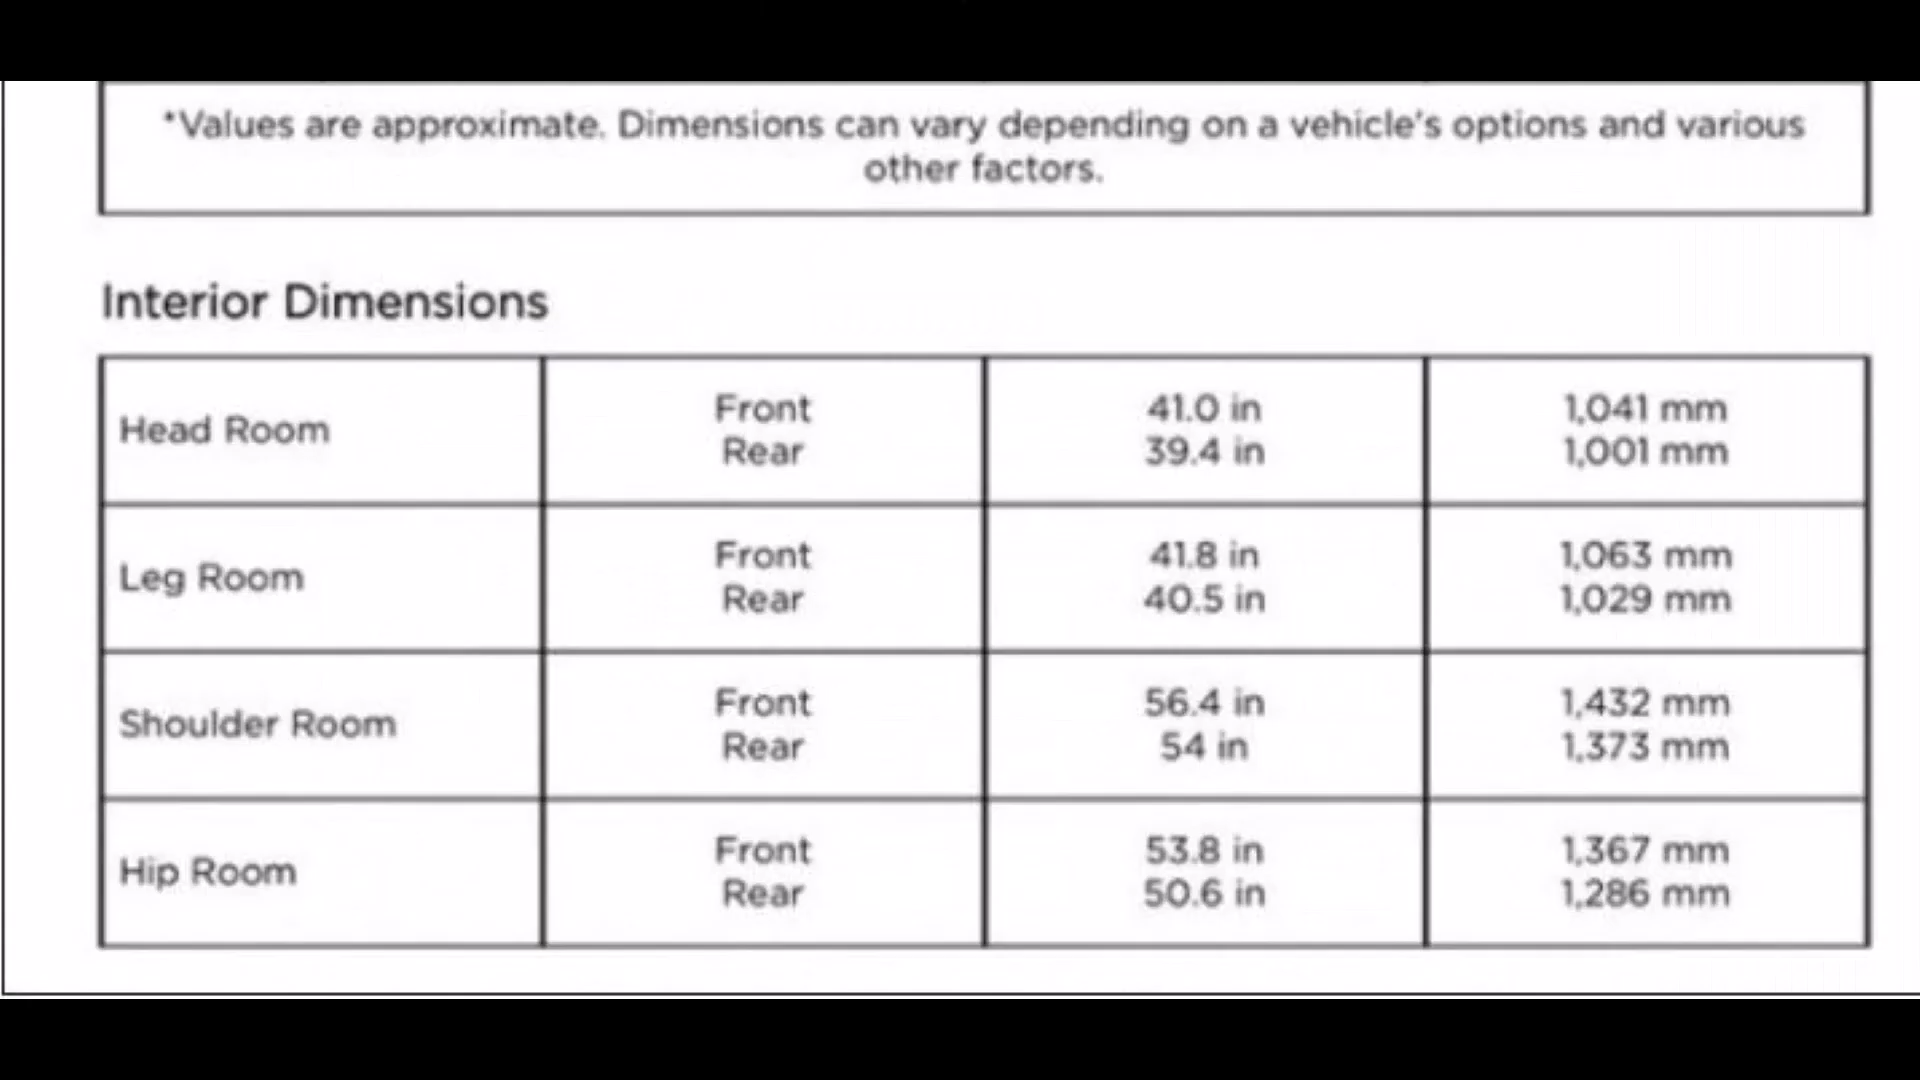 *Values are approximate. Dimensions can vary depending on a vehicle's options and various
other factors.
Interior Dimensions
Head Room
Front
Rear
41.0 in
39.4 in
1,041 mm
1,001 mm
Leg Room
Front
Rear
41.8 in
40.5 in
1,063 mm
1,029 mm
Shoulder Room
Front
Rear
56.4 in
54 in
1,432 mm
1,373 mm
Hip Room
Front
Rear
53.8 in
50.6 in
1,367 mm
1,286 mm